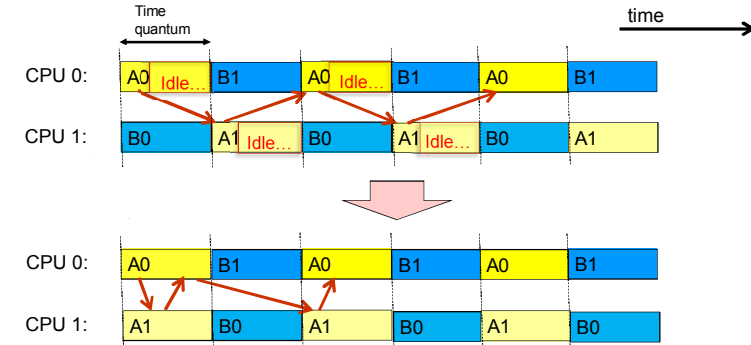 Time
quantum
time
CPU 0: A0 Idle... B1 A0 Idle... B1 A0 B1
CPU 1: B0 A1 Idle... B0 A1 Idle... B0 A1
CPU 0: A0 B1 A0 B1 A0 B1
CPU 1: A1 B0 A1 B0 A1 B0